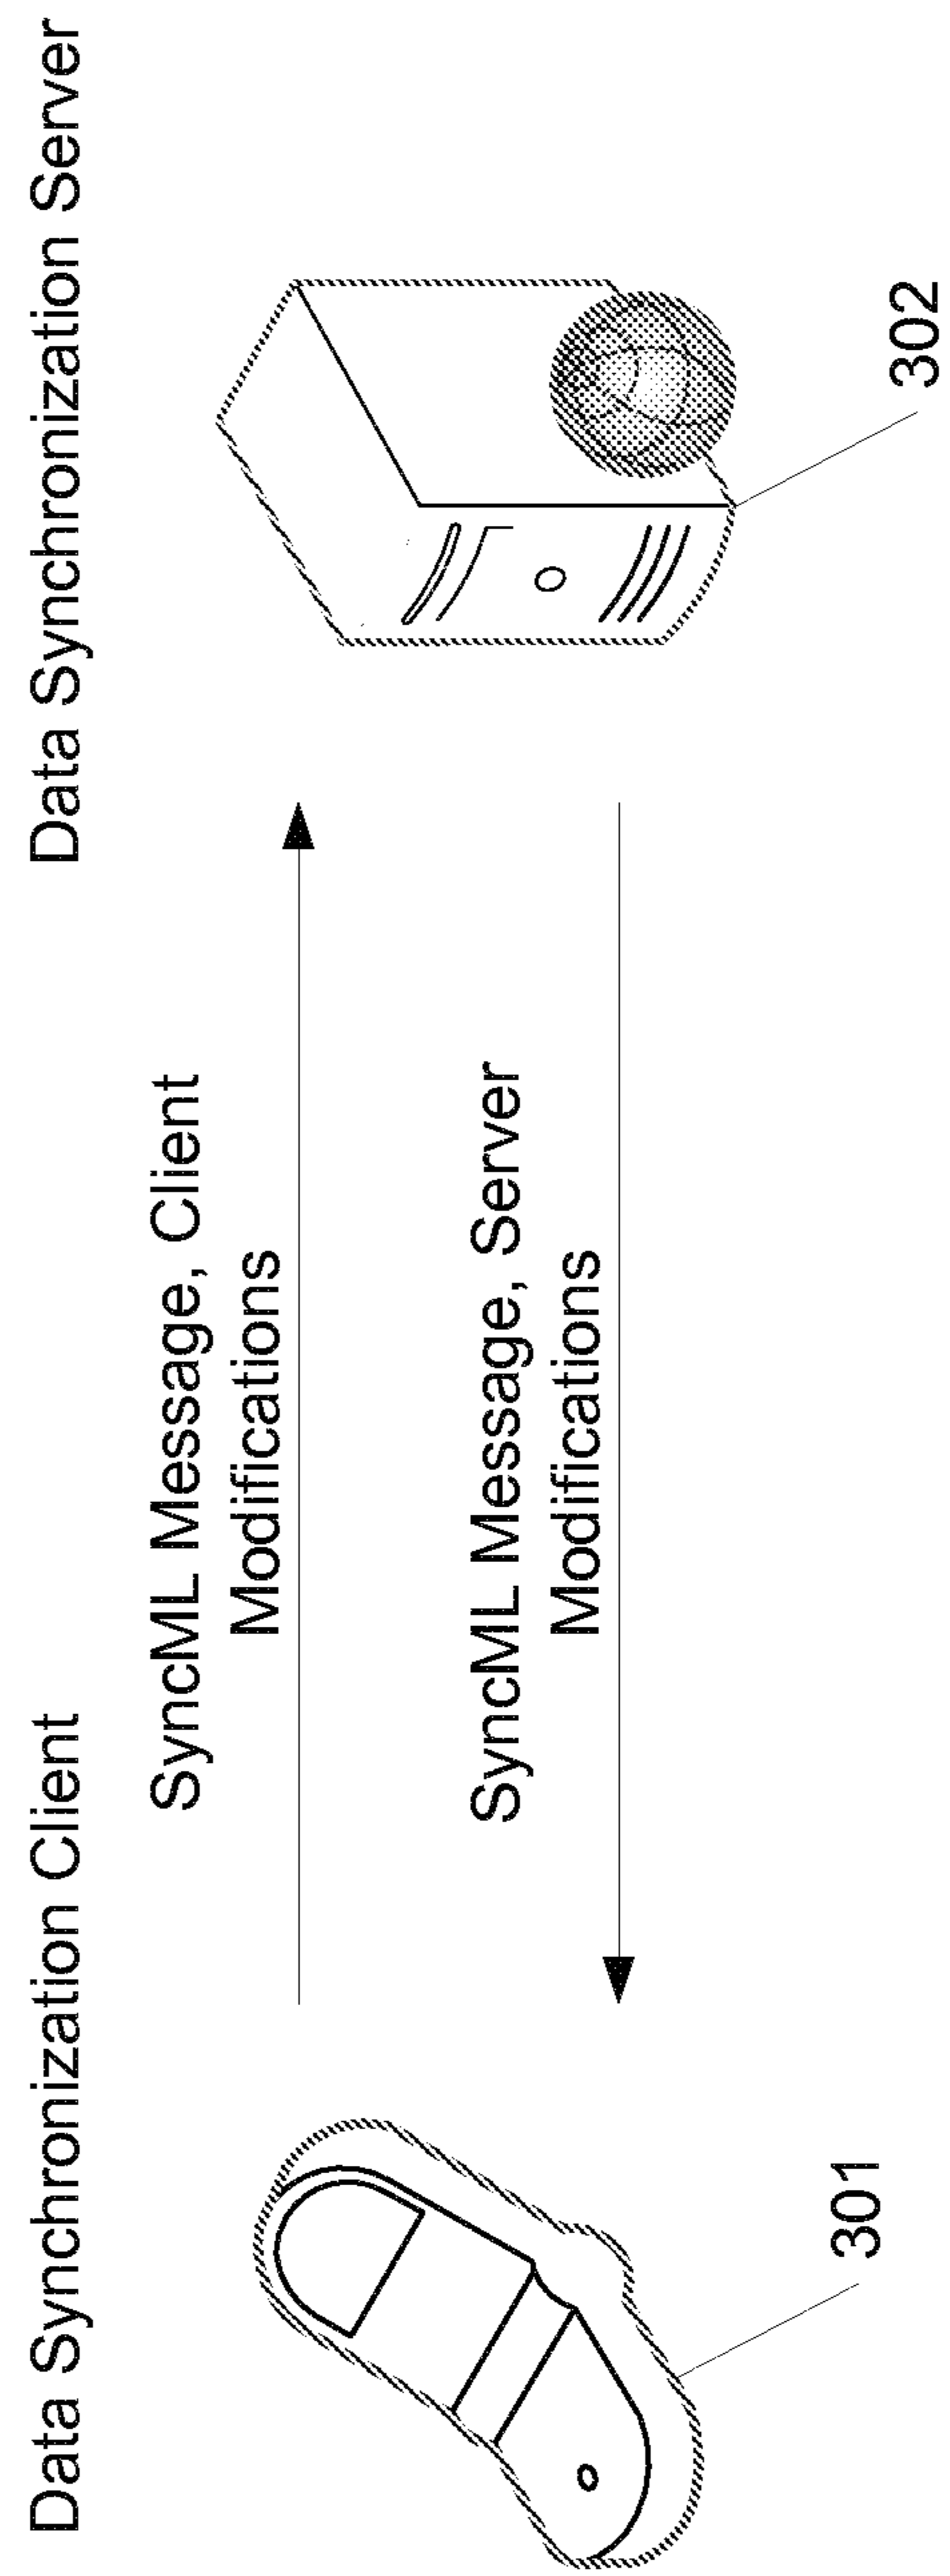 Data Synchronization Client
Data Synchronization Server
SyncML Message, Client
Modifications
SyncML Message, Server
Modifications
301
302